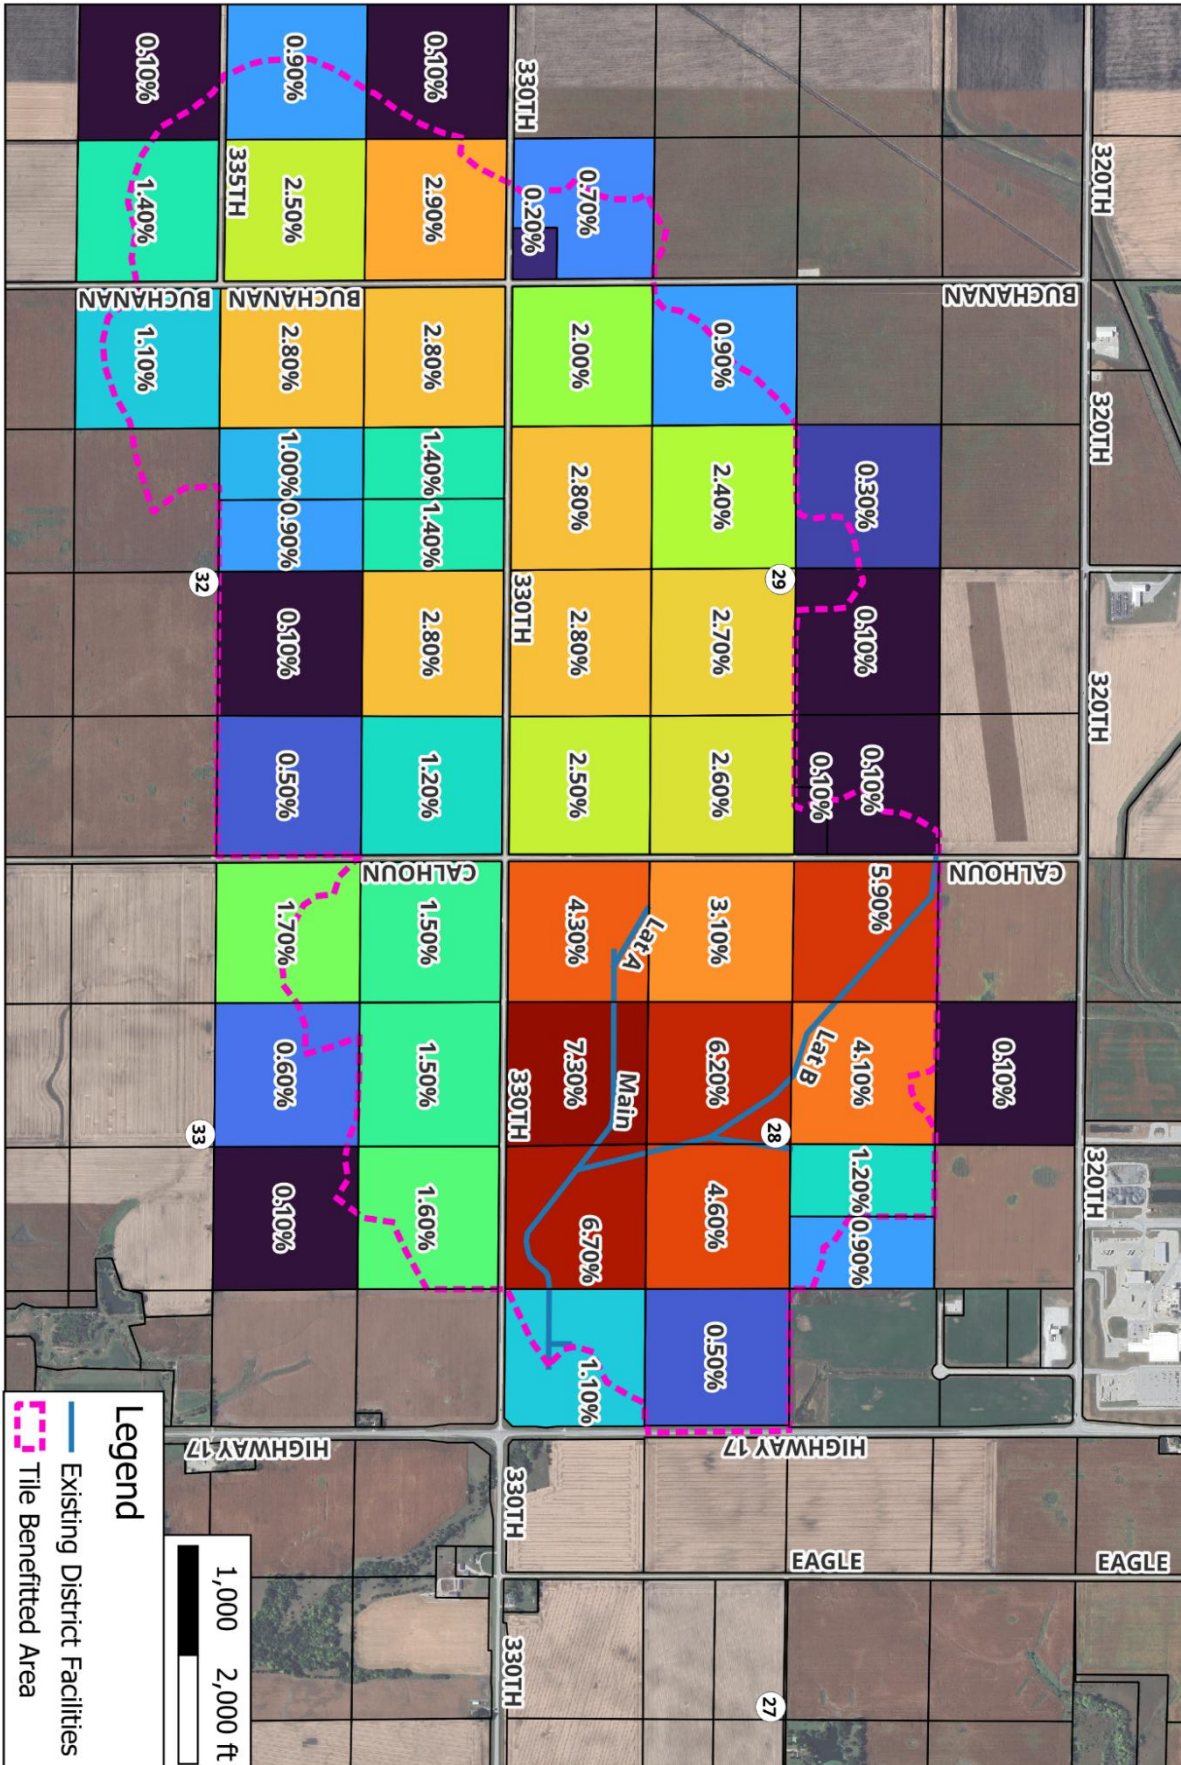 320TH
320TH
320TH
320TH
EAGLE
BUCHANAN
CALHOUN
0.10%
0.30%
0.10%
0.10%
0.10%
5.90%
Lat B
4.10%
1.20%
0.90%
EAGLE
29
28
HIGHWAY 17
27
0.90%
2.40%
2.70%
2.60%
3.10%
6.20%
4.60%
0.50%
0.70%
0.20%
2.00%
2.80%
2.80%
2.50%
4.30%
Lat A
7.30%
Main
6.70%
1.10%
330TH
330TH
330TH
330TH
330TH
0.10%
2.90%
2.80%
1.40%
1.40%
2.80%
1.20%
CALHOUN
1.50%
1.50%
1.60%
0.90%
2.50%
BUCHANAN
2.80%
1.00%
0.90%
0.10%
0.50%
1.70%
0.60%
0.10%
HIGHWAY 17
335TH
32
33
0.10%
1.40%
BUCHANAN
1.10%
1,000 2,000 ft
Legend
Existing District Facilities
Tile Benefitted Area